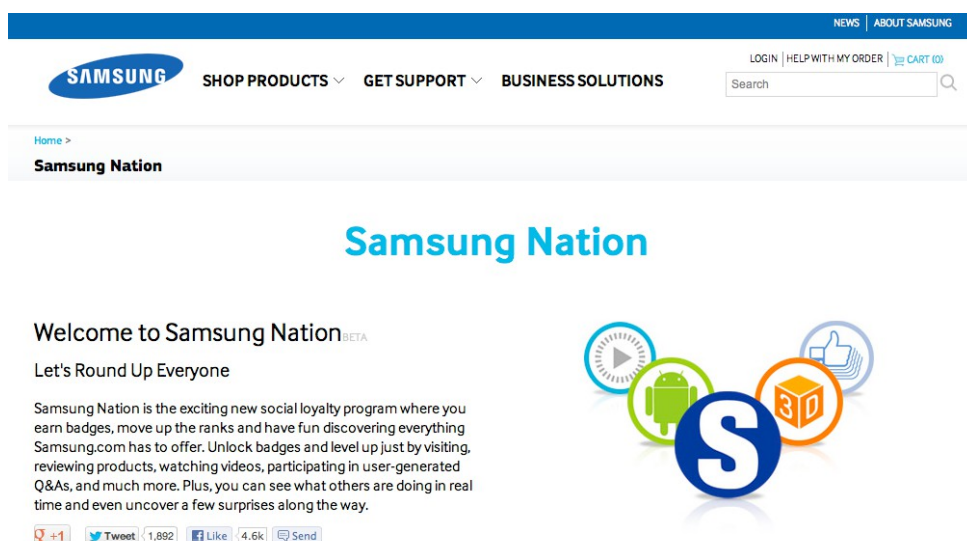 NEWS | ABOUT SAMSUNG
LOGIN | HELP WITH MY ORDER | CART (0)
SAMSUNG SHOP PRODUCTS GET SUPPORT BUSINESS SOLUTIONS
Search
Home >
Samsung Nation
Samsung Nation
Welcome to Samsung Nation BETA
Let's Round Up Everyone
Samsung Nation is the exciting new social loyalty program where you
earn badges, move up the ranks and have fun discovering everything
Samsung.com has to offer. Unlock badges and level up just by visiting,
reviewing products, watching videos, participating in user-generated
Q&As, and much more. Plus, you can see what others are doing in real
time and even uncover a few surprises along the way.
S
3D
+1 Tweet 1,892 Like 4.6k Send